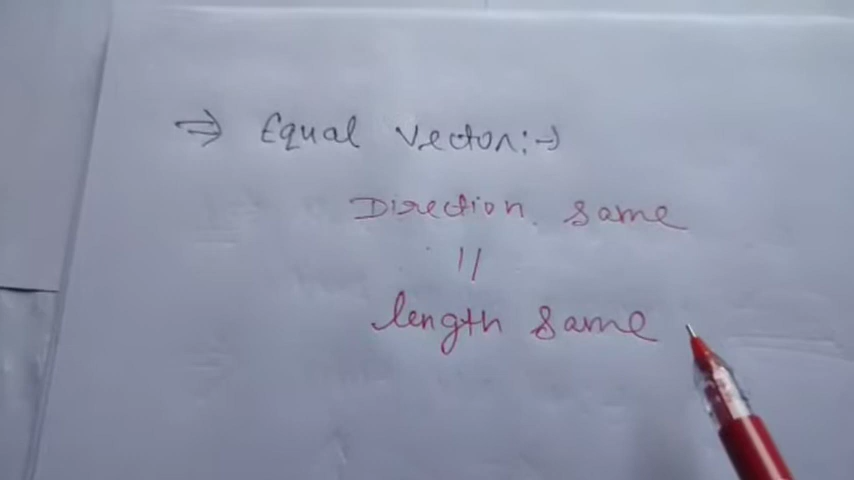 ⇒ Equal Vector:→
Direction same
||
length same